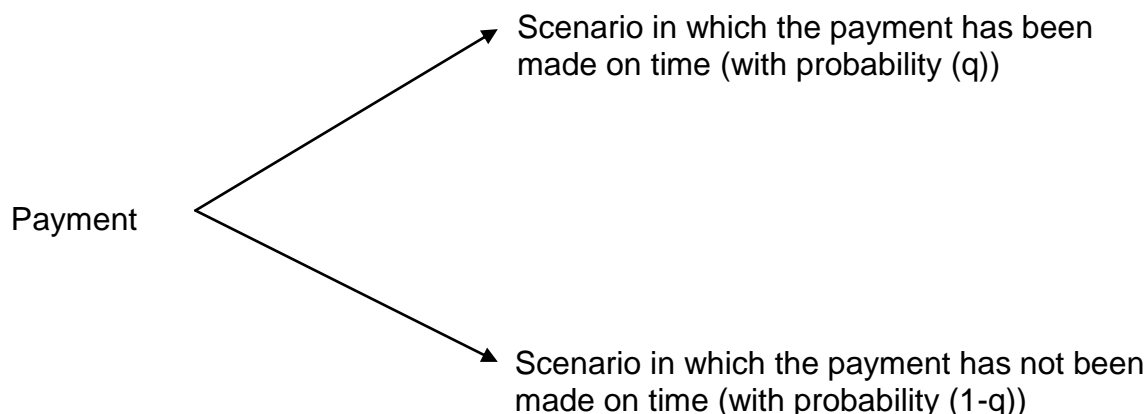 Scenario in which the payment has been
made on time (with probability (q))
Payment
Scenario in which the payment has not been
made on time (with probability (1-q))